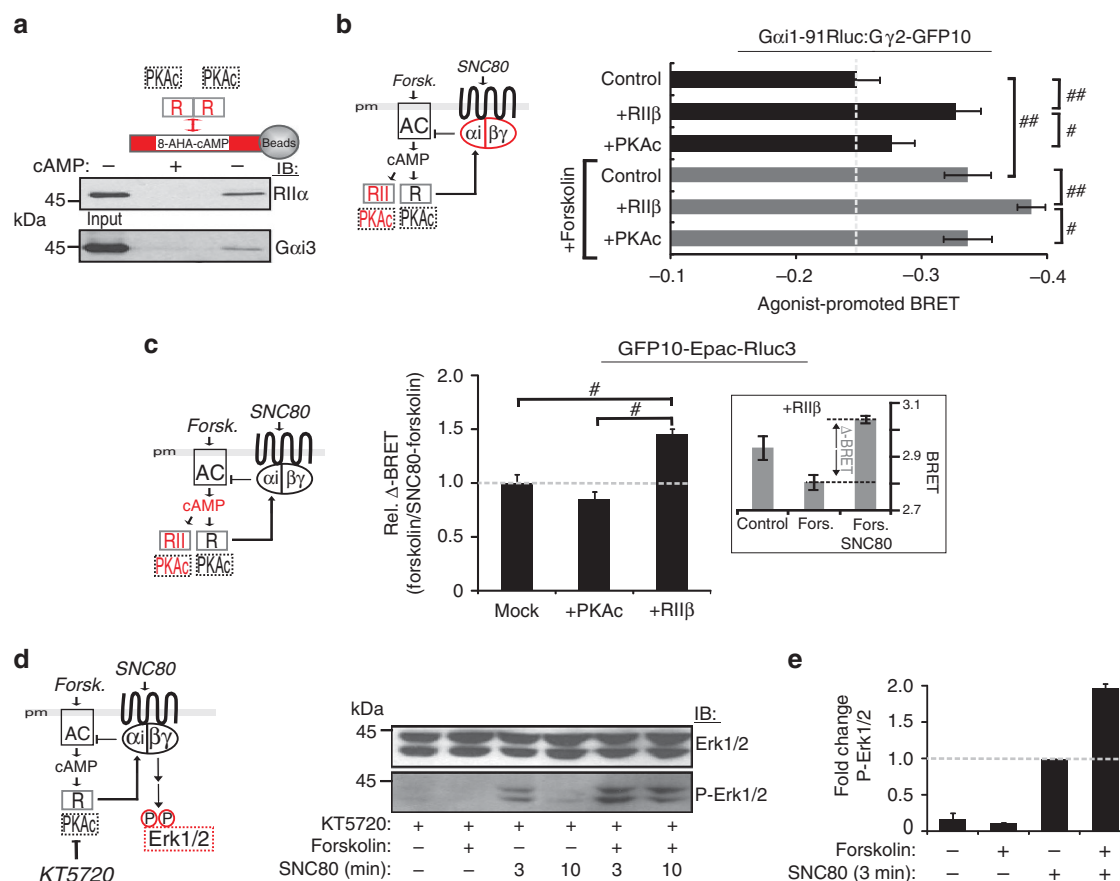 a
PKAc PKAc
R R
8-AHA-cAMP Beads
cAMP: – + – IB:
45 RIIα
kDa Input
45 Gαi3
b
SNC80
Forsk.
pm
AC αi βγ
cAMP
RII R
PKAc PKAc
Gαi1-91Rluc:Gγ2-GFP10
Control
+RIIβ
+PKAc
Control
+RIIβ
+PKAc
+Forskolin
##
##
#
##
#
–0.1 –0.2 –0.3 –0.4
Agonist-promoted BRET
c
SNC80
Forsk.
pm
AC αi βγ
cAMP
RII R
PKAc PKAc
GFP10-Epac-Rluc3
Rel. Δ-BRET
(forskolin/SNC80-forskolin)
2.0
1.5
1.0
0.5
0
#
#
Mock +PKAc +RIIβ
+RIIβ
Δ-BRET
3.1
2.9
2.7
BRET
Control Fors. Fors.
SNC80
d
SNC80
Forsk.
pm
AC αi βγ
cAMP
R
PKAc
P P
Erk1/2
KT5720
kDa IB:
45 Erk1/2
45 P-Erk1/2
KT5720: + + + + + +
Forskolin: – + – – + +
SNC80 (min): – – 3 10 3 10
e
Fold change
P-Erk1/2
2.0
1.5
1.0
0.5
0
Forskolin: – + – +
SNC80 (3 min): – – + +